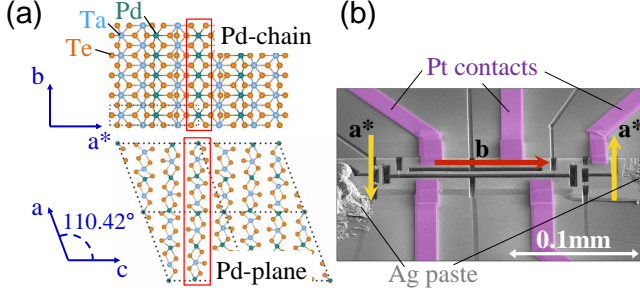 (a)
Ta
Pd
Te
Pd-chain
b
a*
a
110.42°
c
Pd-plane
(b)
Pt contacts
a*
b
a*
0.1mm
Ag paste